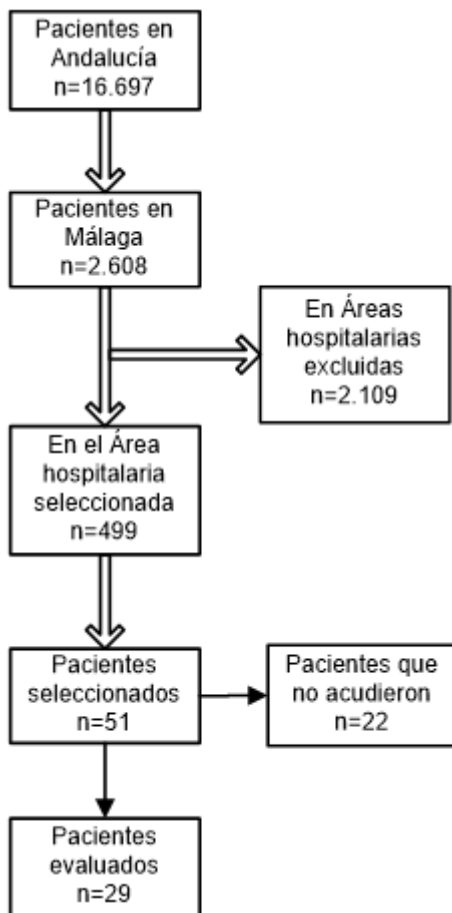 Pacientes en
Andalucía
n=16.697
Pacientes en
Málaga
n=2.608
En Áreas
hospitalarias
excluidas
n=2.109
En el Área
hospitalaria
seleccionada
n=499
Pacientes
seleccionados
n=51
Pacientes que
no acudieron
n=22
Pacientes
evaluados
n=29